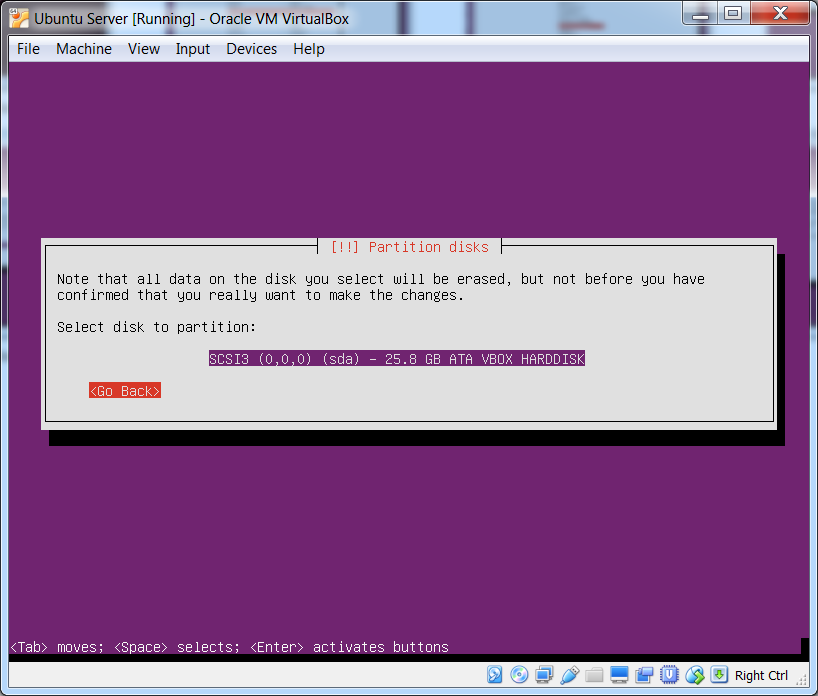 Ubuntu Server [Running] - Oracle VM VirtualBox
File Machine View Input Devices Help
[!!] Partition disks
Note that all data on the disk you select will be erased, but not before you have
confirmed that you really want to make the changes.
Select disk to partition:
SCSI3 (0,0,0) (sda) - 25.8 GB ATA VBOX HARDDISK
<Go Back>
<Tab> moves; <Space> selects; <Enter> activates buttons
Right Ctrl